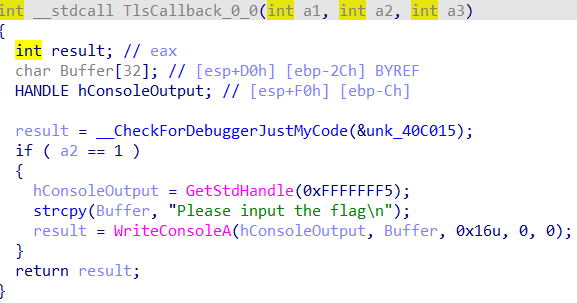 int __stdcall TlsCallback_0_0(int a1, int a2, int a3)
{
  int result; // eax
  char Buffer[32]; // [esp+D0h] [ebp-2Ch] BYREF
  HANDLE hConsoleOutput; // [esp+F0h] [ebp-Ch]

  result = __CheckForDebuggerJustMyCode(&unk_40C015);
  if ( a2 == 1 )
  {
    hConsoleOutput = GetStdHandle(0xFFFFFFF5);
    strcpy(Buffer, "Please input the flag\n");
    result = WriteConsoleA(hConsoleOutput, Buffer, 0x16u, 0, 0);
  }
  return result;
}